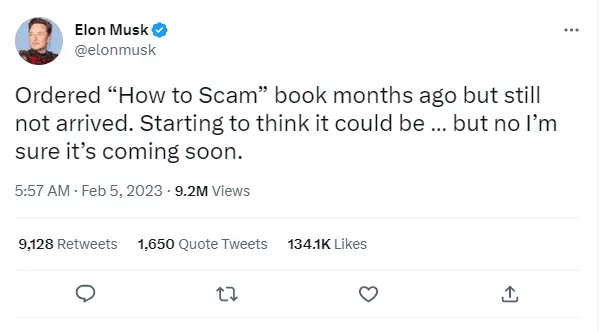 Elon Musk
@elonmusk
Ordered “How to Scam” book months ago but still
not arrived. Starting to think it could be ... but no I’m
sure it’s coming soon.
5:57 AM · Feb 5, 2023 · 9.2M Views
9,128 Retweets 1,650 Quote Tweets 134.1K Likes